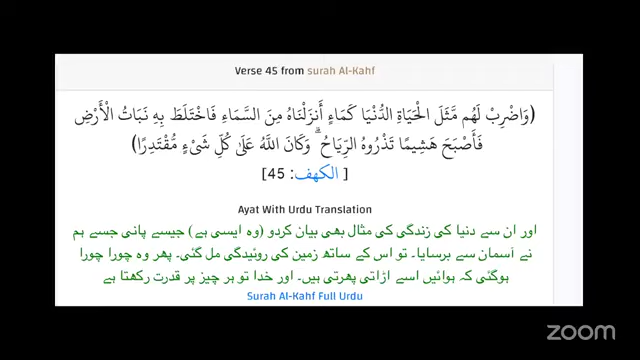 Verse 45 from surah Al-Kahf
﴿وَاضْرِبْ لَهُم مَّثَلَ الْحَيَاةِ الدُّنْيَا كَمَاءٍ أَنزَلْنَاهُ مِنَ السَّمَاءِ فَاخْتَلَطَ بِهِ نَبَاتُ الْأَرْضِ
فَأَصْبَحَ هَشِيمًا تَذْرُوهُ الرِّيَاحُ ۗ وَكَانَ اللَّهُ عَلَىٰ كُلِّ شَيْءٍ مُّقْتَدِرًا﴾
[ الكهف: 45]
Ayat With Urdu Translation
اور ان سے دنیا کی زندگی کی مثال بھی بیان کردو (وہ ایسی ہے) جیسے پانی جسے ہم
نے آسمان سے برسایا۔ تو اس کے ساتھ زمین کی روئیدگی مل گئی۔ پھر وہ چورا چورا
ہوگئی کہ ہوائیں اسے اڑاتی پھرتی ہیں۔ اور خدا تو ہر چیز پر قدرت رکھتا ہے
Surah Al-Kahf Full Urdu
zoom